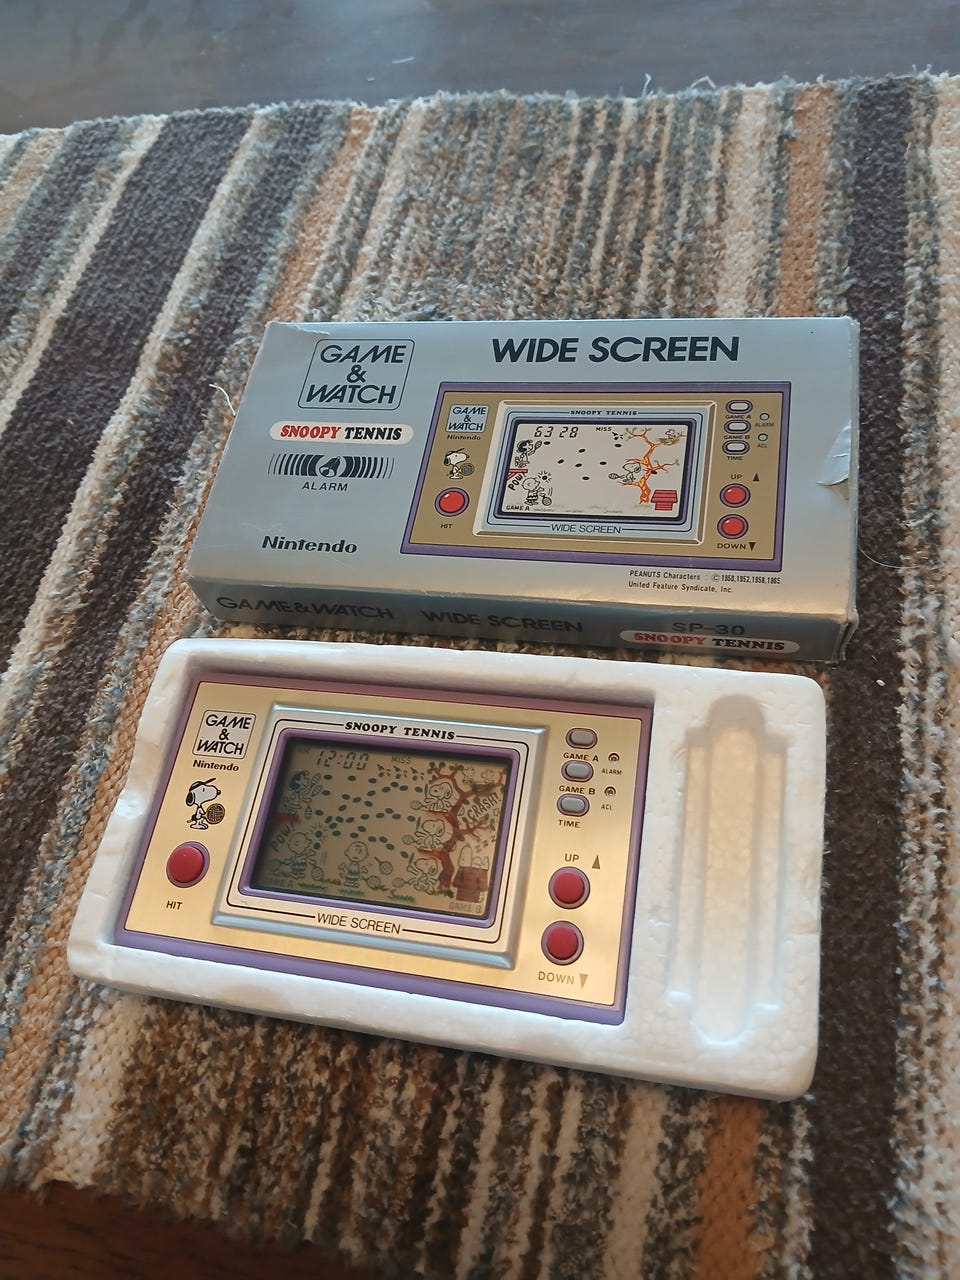 GAME
&
WATCH
WIDE SCREEN
SNOOPY TENNIS
ALARM
Nintendo
GAME
&
WATCH
Nintendo
HIT
SNOOPY TENNIS
6328
MISS
POW!
GAME A
WIDE SCREEN
GAME A
ALARM
GAME B
ACL
TIME
UP ▲
DOWN ▼
PEANUTS Characters : © 1950, 1952, 1958, 1965
United Feature Syndicate, Inc.
GAME & WATCH WIDE SCREEN
SP-30
SNOOPY TENNIS
GAME
&
WATCH
Nintendo
HIT
SNOOPY TENNIS
12:00
MISS
CRASH!
POW!
GAME A
GAME B
WIDE SCREEN
GAME A
ALARM
GAME B
ACL
TIME
UP ▲
DOWN ▼